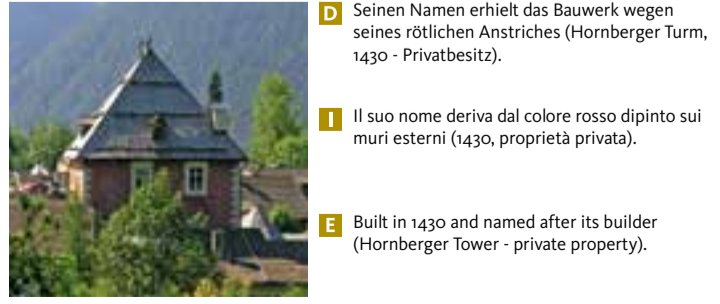 D Seinen Namen erhielt das Bauwerk wegen
seines rötlichen Anstriches (Hornberger Turm,
1430 - Privatbesitz).
I Il suo nome deriva dal colore rosso dipinto sui
muri esterni (1430, proprietà privata).
E Built in 1430 and named after its builder
(Hornberger Tower - private property).